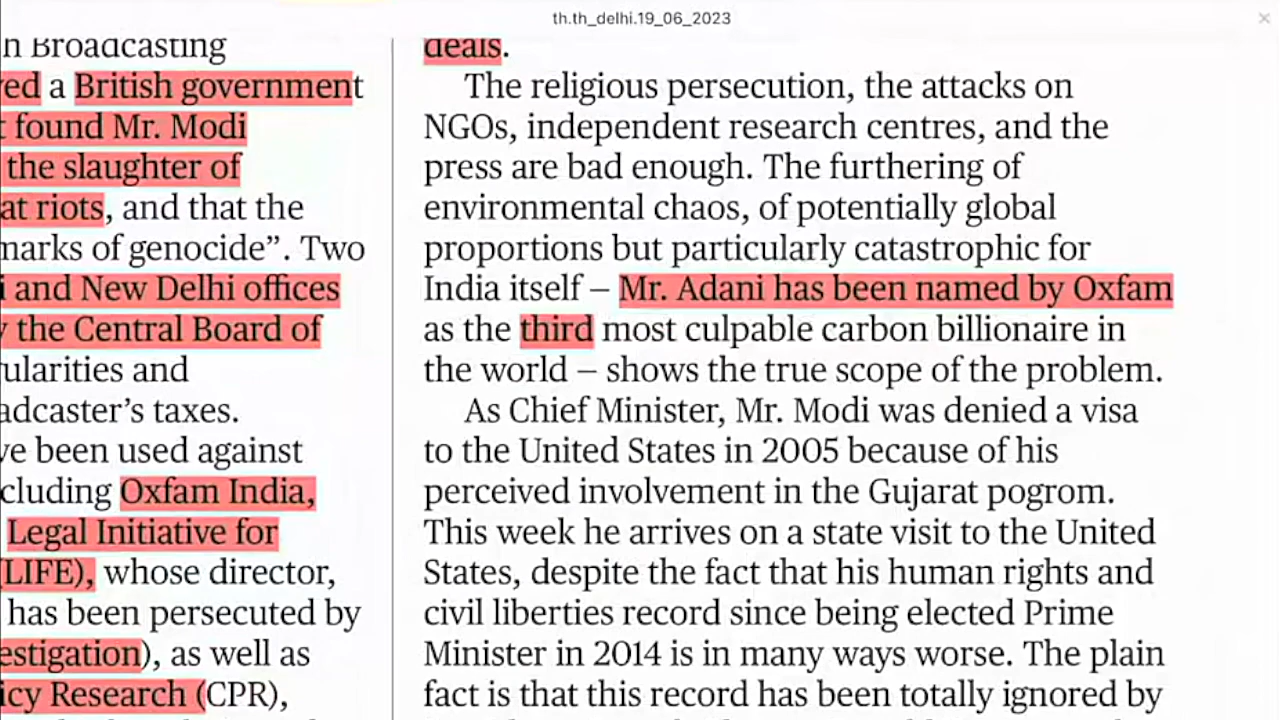 th.th_delhi.19_06_2023
n Broadcasting
a British government
found Mr. Modi
the slaughter of
at riots, and that the
marks of genocide”. Two
i and New Delhi offices
the Central Board of
ularities and
adcaster’s taxes.
ve been used against
cluding Oxfam India,
Legal Initiative for
(LIFE), whose director,
has been persecuted by
estigation), as well as
icy Research (CPR),
deals.
The religious persecution, the attacks on
NGOs, independent research centres, and the
press are bad enough. The furthering of
environmental chaos, of potentially global
proportions but particularly catastrophic for
India itself – Mr. Adani has been named by Oxfam
as the third most culpable carbon billionaire in
the world – shows the true scope of the problem.
As Chief Minister, Mr. Modi was denied a visa
to the United States in 2005 because of his
perceived involvement in the Gujarat pogrom.
This week he arrives on a state visit to the United
States, despite the fact that his human rights and
civil liberties record since being elected Prime
Minister in 2014 is in many ways worse. The plain
fact is that this record has been totally ignored by